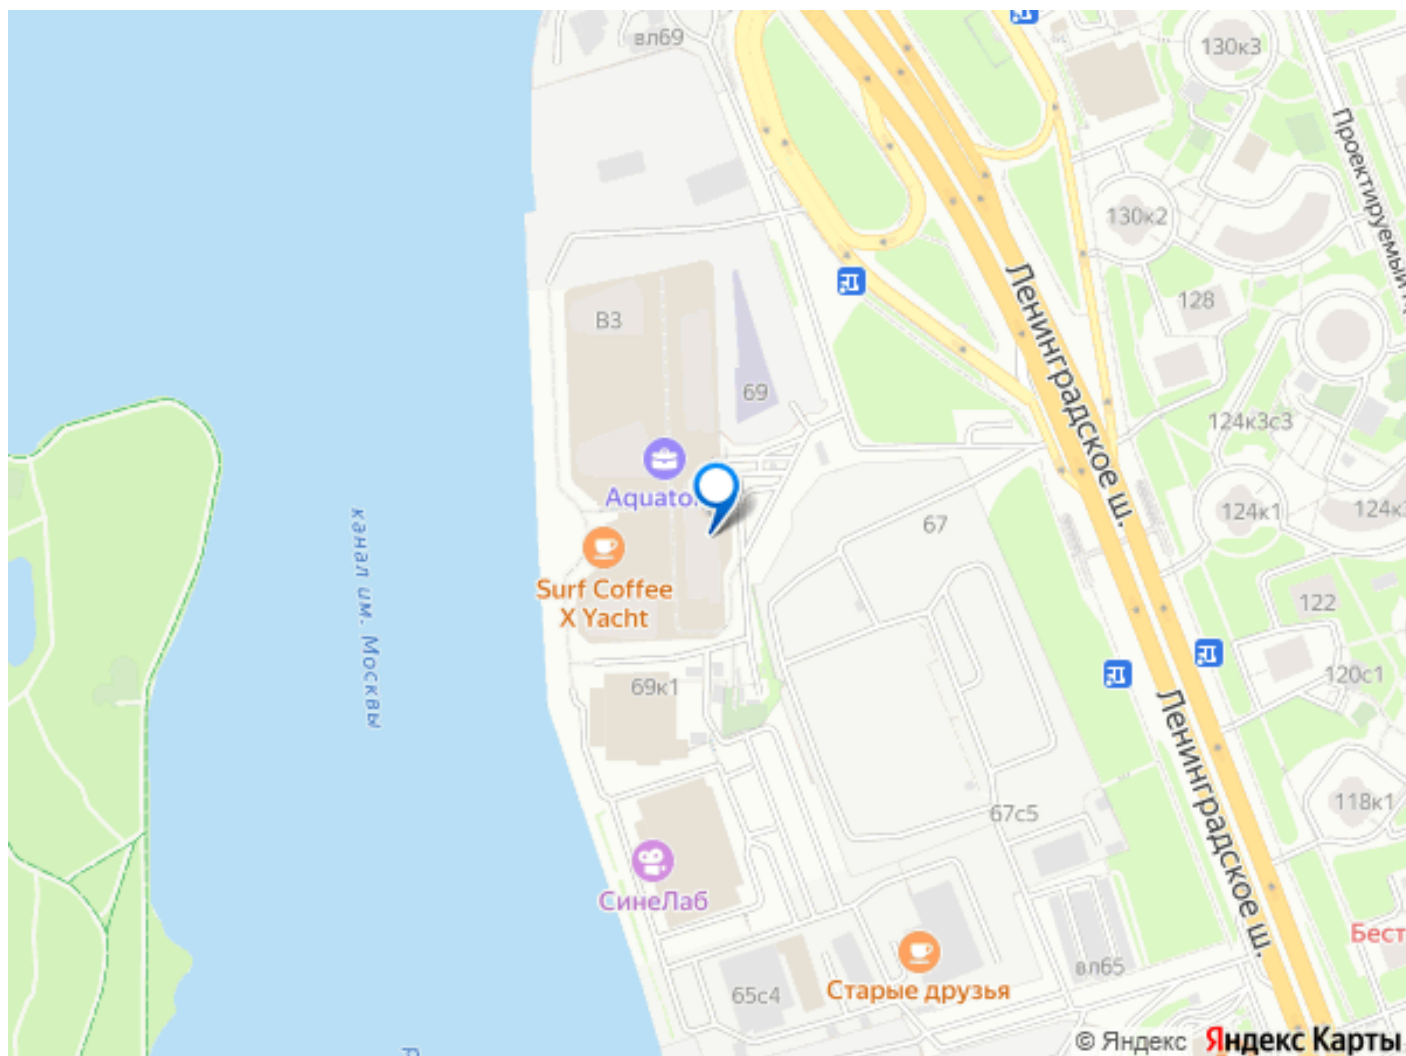 вл69
130к3
Проектируемый
130к2
Ленинградское ш.
128
В3
69
124к3с3
Aquator
канал им. Москвы
67
124к1
124к
Surf Coffee
X Yacht
122
69к1
120с1
Ленинградское ш.
118к1
67с5
СинеЛаб
Бест
вл65
65с4
Старые друзья
© Яндекс Яндекс Карты